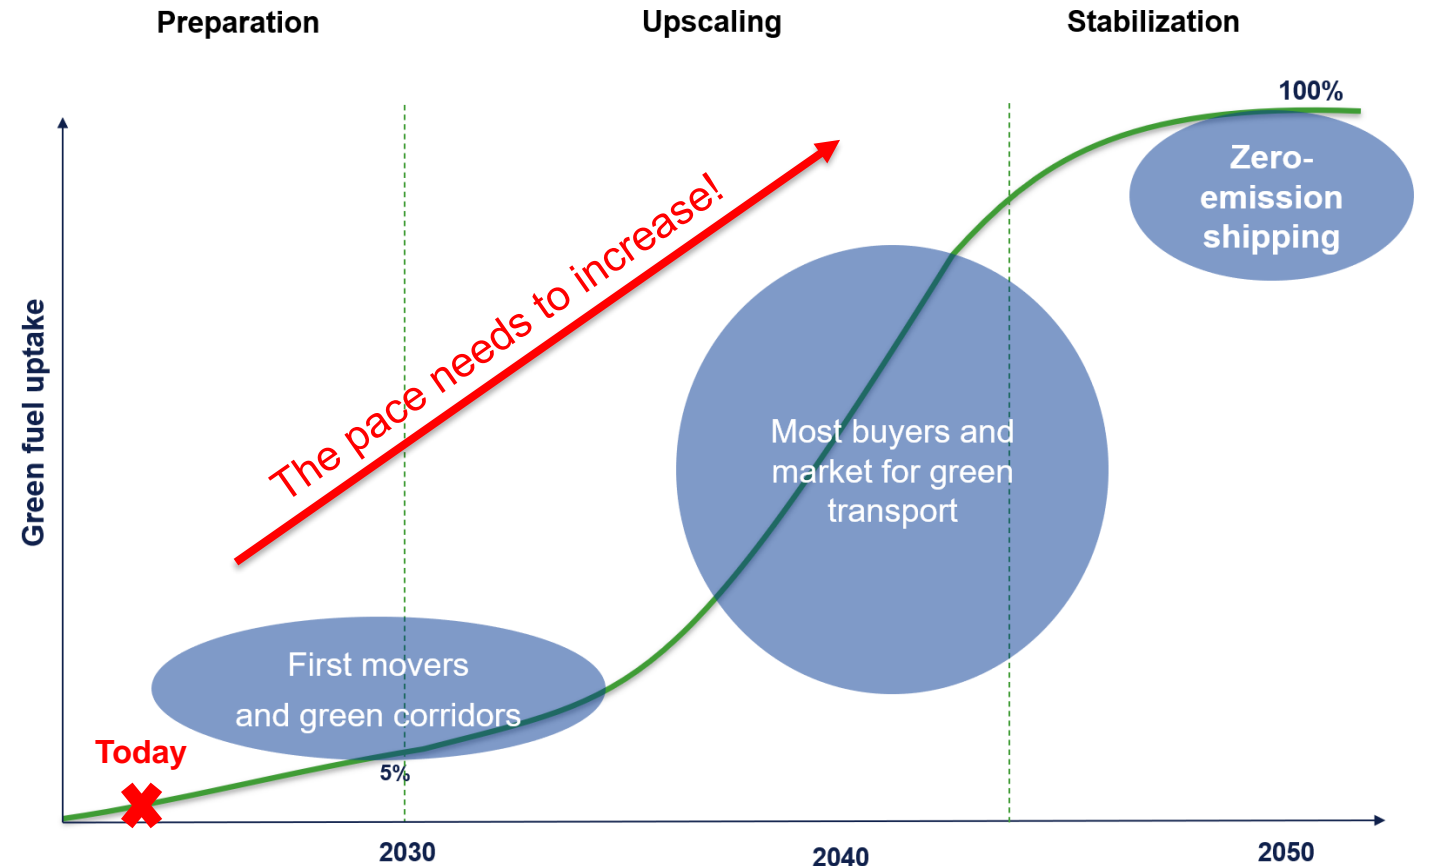 Preparation
Upscaling
Stabilization
100%
Zero-
emission
shipping
The pace needs to increase!
Green fuel uptake
Most buyers and
market for green
transport
First movers
and green corridors
Today
5%
2030
2040
2050